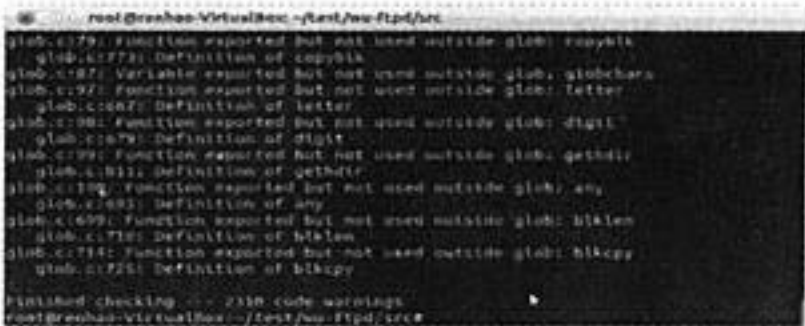 root@renhao-VirtualBox: ~/test/wu-ftpd/src
glob.c:79: Function exported but not used outside glob: copyblk
glob.c:773: Definition of copyblk
glob.c:87: Variable exported but not used outside glob: globchars
glob.c:97: Function exported but not used outside glob: letter
glob.c:667: Definition of letter
glob.c:98: Function exported but not used outside glob: digit
glob.c:679: Definition of digit
glob.c:99: Function exported but not used outside glob: gethdir
glob.c:811: Definition of gethdir
glob.c:100: Function exported but not used outside glob: any
glob.c:693: Definition of any
glob.c:699: Function exported but not used outside glob: blklen
glob.c:710: Definition of blklen
glob.c:714: Function exported but not used outside glob: blkcpy
glob.c:725: Definition of blkcpy
Finished checking --- 2310 code warnings
root@renhao-VirtualBox:~/test/wu-ftpd/src#